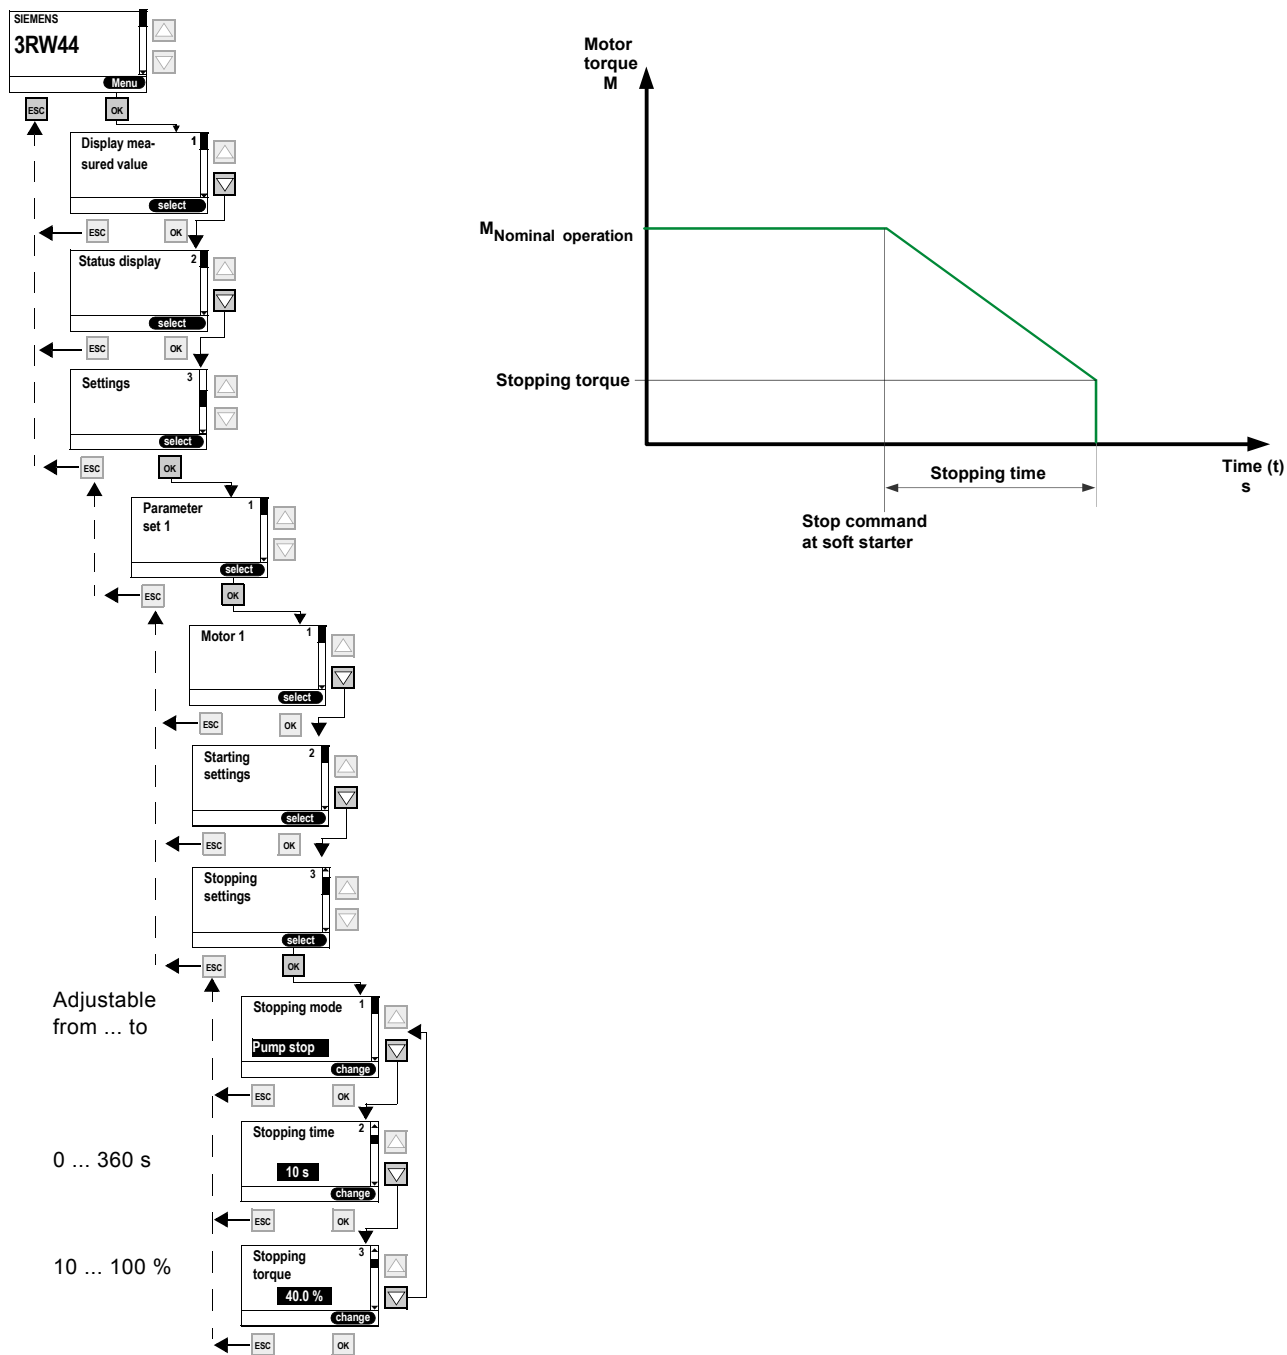 SIEMENS
3RW44
Menu
ESC
OK
Display mea-
sured value
1
select
ESC
OK
Status display
2
select
ESC
OK
Settings
3
select
ESC
OK
Parameter
set 1
1
select
ESC
OK
Motor 1
1
select
ESC
OK
Starting
settings
2
select
ESC
OK
Stopping
settings
3
select
ESC
OK
Adjustable
from ... to
Stopping mode
1
Pump stop
change
ESC
OK
0 ... 360 s
Stopping time
2
10 s
change
ESC
OK
10 ... 100 %
Stopping
torque
3
40.0 %
change
ESC
OK
Motor
torque
M
MNominal operation
Stopping torque
Stopping time
Time (t)
s
Stop command
at soft starter